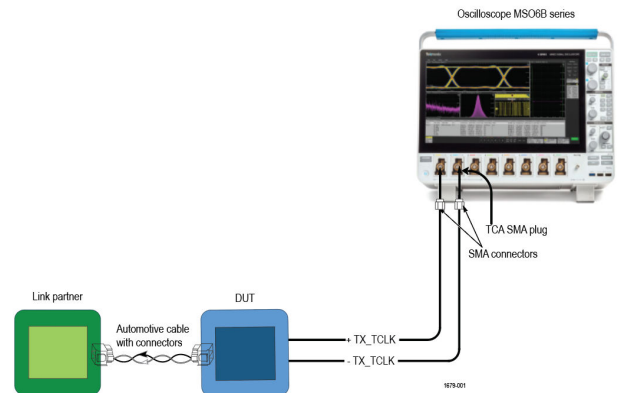 Oscilloscope MSO6B series
TCA SMA plug
SMA connectors
Link partner
DUT
Automotive cable
with connectors
+ TX_TCLK
- TX_TCLK
1679-001